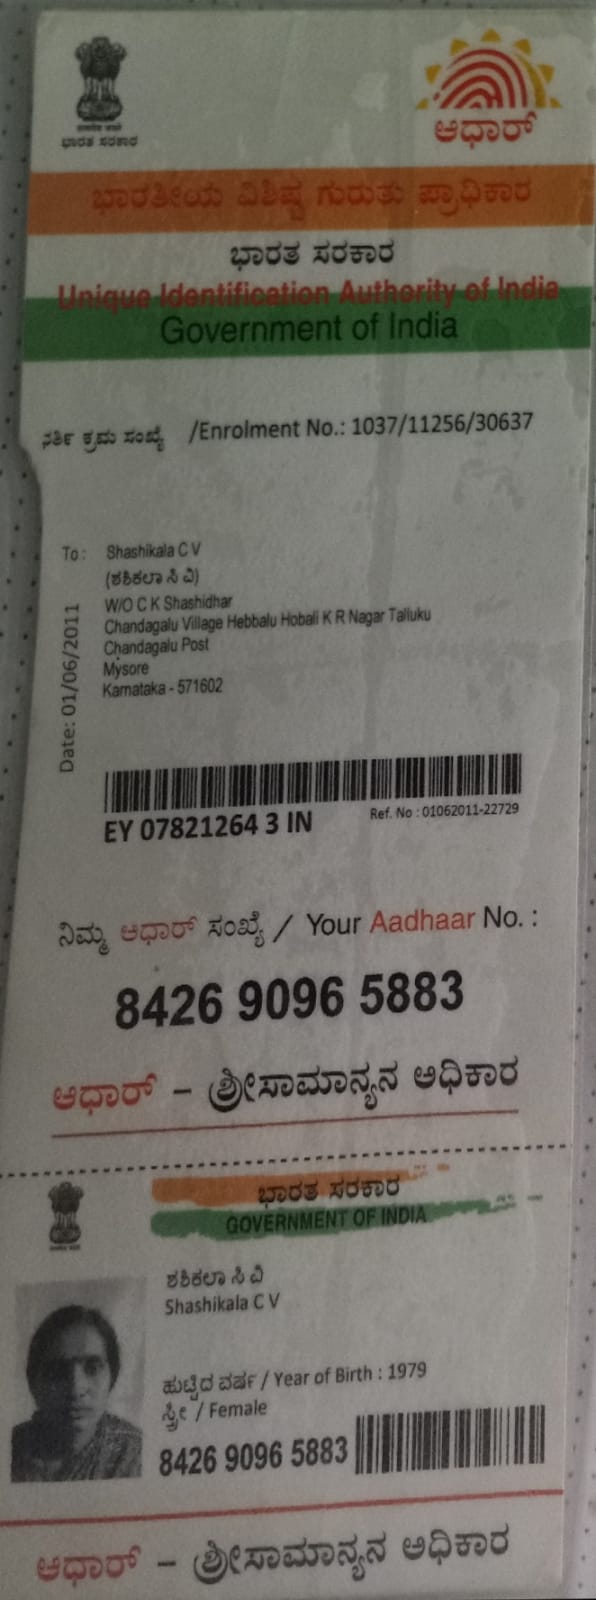 ಭಾರತ ಸರಕಾರ
ಆಧಾರ್
ಭಾರತೀಯ ವಿಶಿಷ್ಟ ಗುರುತು ಪ್ರಾಧಿಕಾರ
ಭಾರತ ಸರಕಾರ
Unique Identification Authority of India
Government of India
ನರ್ತಿ ಕ್ರಮ ಸಂಖ್ಯೆ /Enrolment No.: 1037/11256/30637
To : Shashikala C V
(ಶಶಿಕಲಾ ಸಿ ವಿ)
W/O C K Shashidhar
Chandagalu Village Hebbalu Hobali K R Nagar Talluku
Chandagalu Post
Mysore
Karnataka - 571602
Date: 01/06/2011
EY 07821264 3 IN
Ref. No : 01062011-22729
ನಿಮ್ಮ ಆಧಾರ್ ಸಂಖ್ಯೆ / Your Aadhaar No. :
8426 9096 5883
ಆಧಾರ್ – ಶ್ರೀಸಾಮಾನ್ಯನ ಅಧಿಕಾರ
ಭಾರತ ಸರಕಾರ
GOVERNMENT OF INDIA
ಶಶಿಕಲಾ ಸಿ ವಿ
Shashikala C V
ಹುಟ್ಟಿದ ವರ್ಷ / Year of Birth : 1979
ಸ್ತ್ರೀ / Female
8426 9096 5883
ಆಧಾರ್ – ಶ್ರೀಸಾಮಾನ್ಯನ ಅಧಿಕಾರ